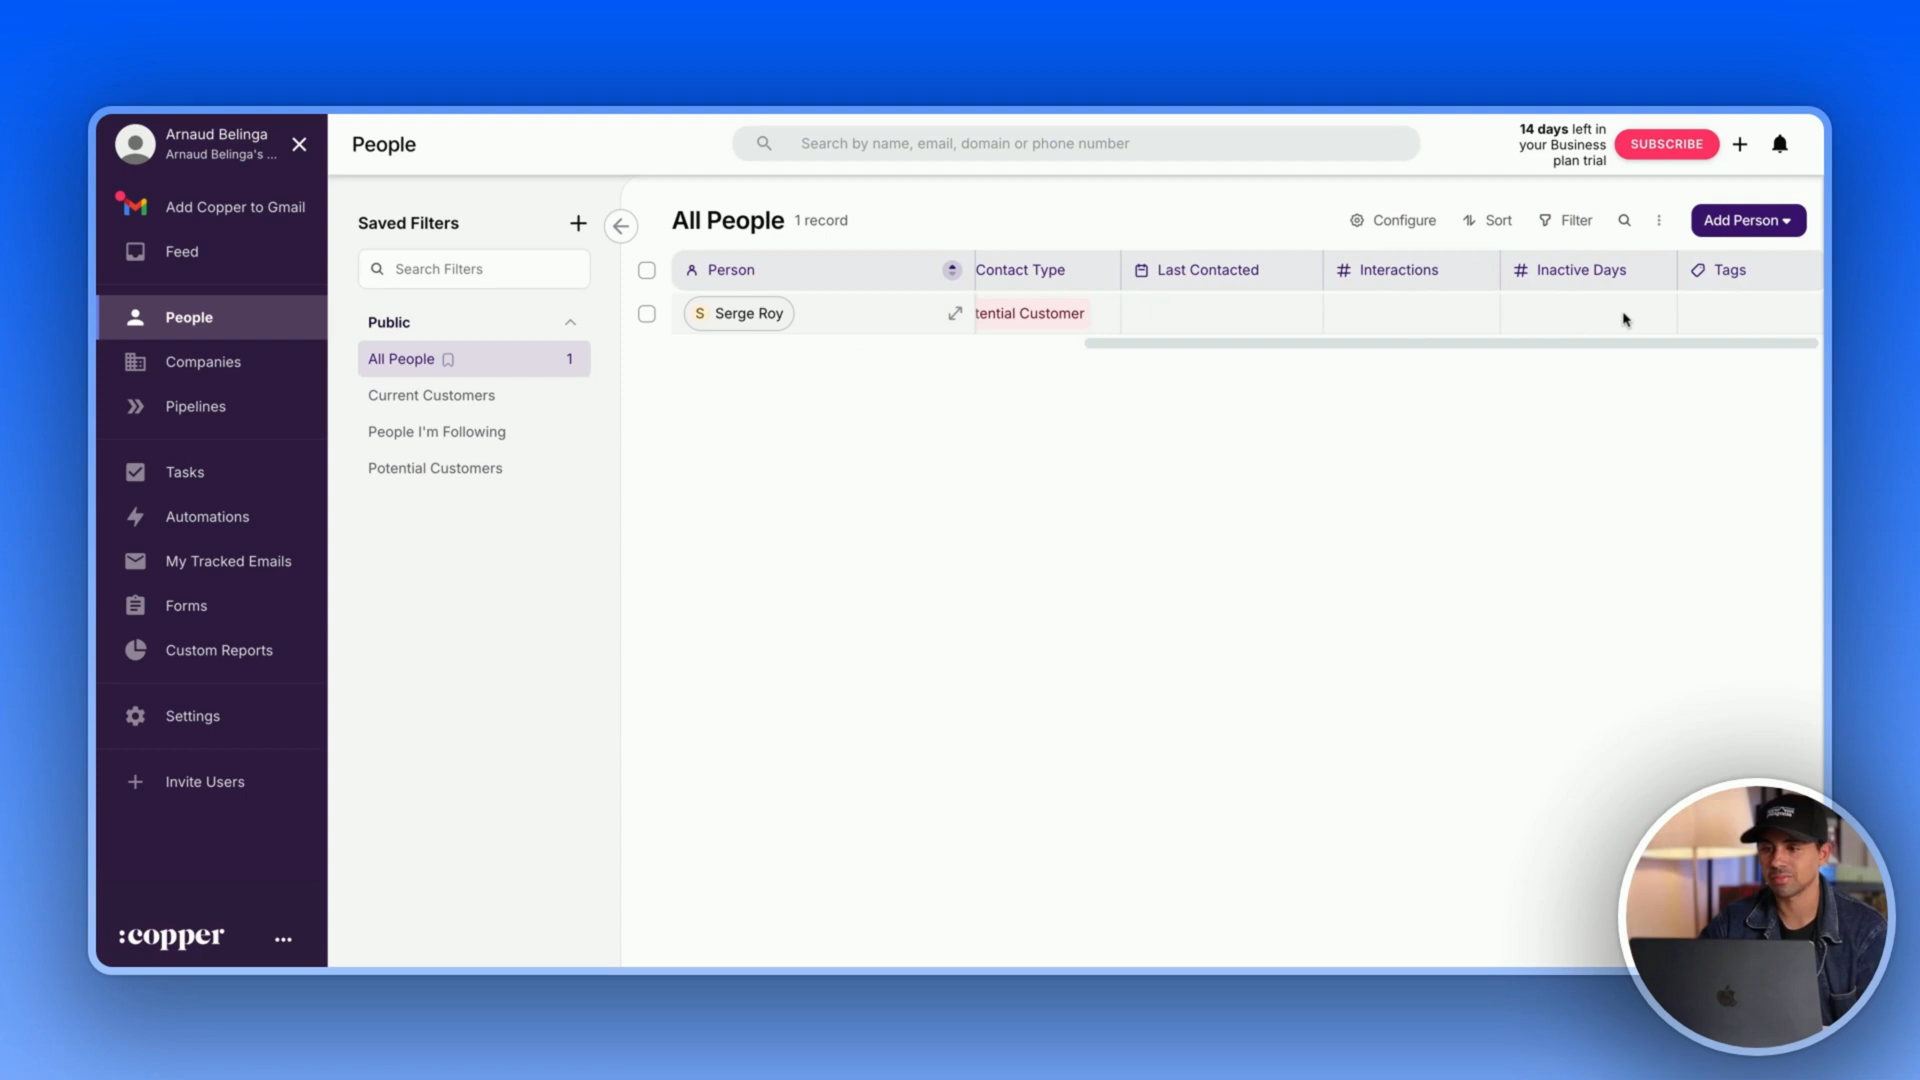 Arnaud Belinga
Arnaud Belinga's ...
Add Copper to Gmail
Feed
People
Companies
Pipelines
Tasks
Automations
My Tracked Emails
Forms
Custom Reports
Settings
Invite Users
:copper
People
Search by name, email, domain or phone number
14 days left in
your Business
plan trial
SUBSCRIBE
Saved Filters
Search Filters
Public
All People 1
Current Customers
People I'm Following
Potential Customers
All People 1 record
Configure Sort Filter Add Person
Person Contact Type Last Contacted # Interactions # Inactive Days Tags
S Serge Roy tential Customer